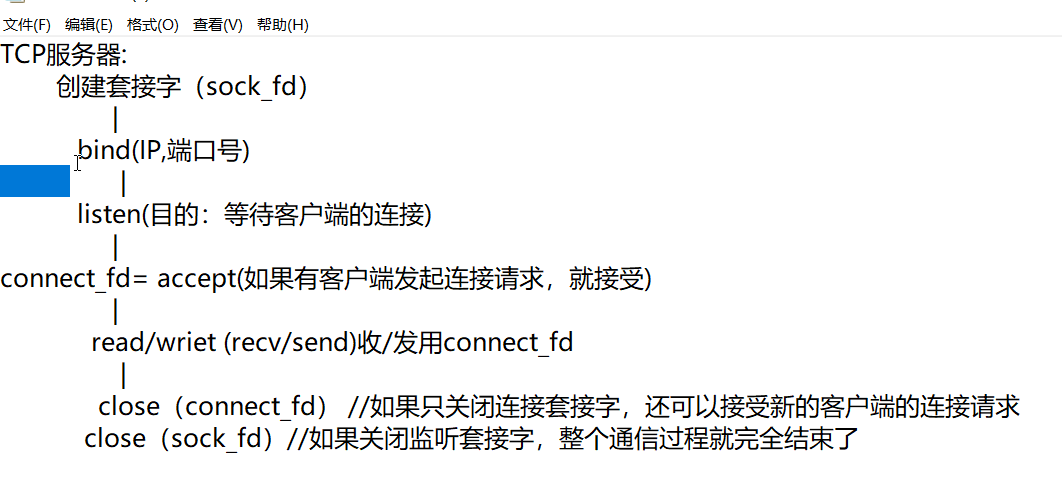 文件(F) 编辑(E) 格式(O) 查看(V) 帮助(H)
TCP服务器:
创建套接字（sock_fd）
|
bind(IP,端口号)
|
listen(目的：等待客户端的连接)
|
connect_fd= accept(如果有客户端发起连接请求，就接受)
|
read/wriet (recv/send)收/发用connect_fd
|
close（connect_fd） //如果只关闭连接套接字，还可以接受新的客户端的连接请求
close（sock_fd）//如果关闭监听套接字，整个通信过程就完全结束了